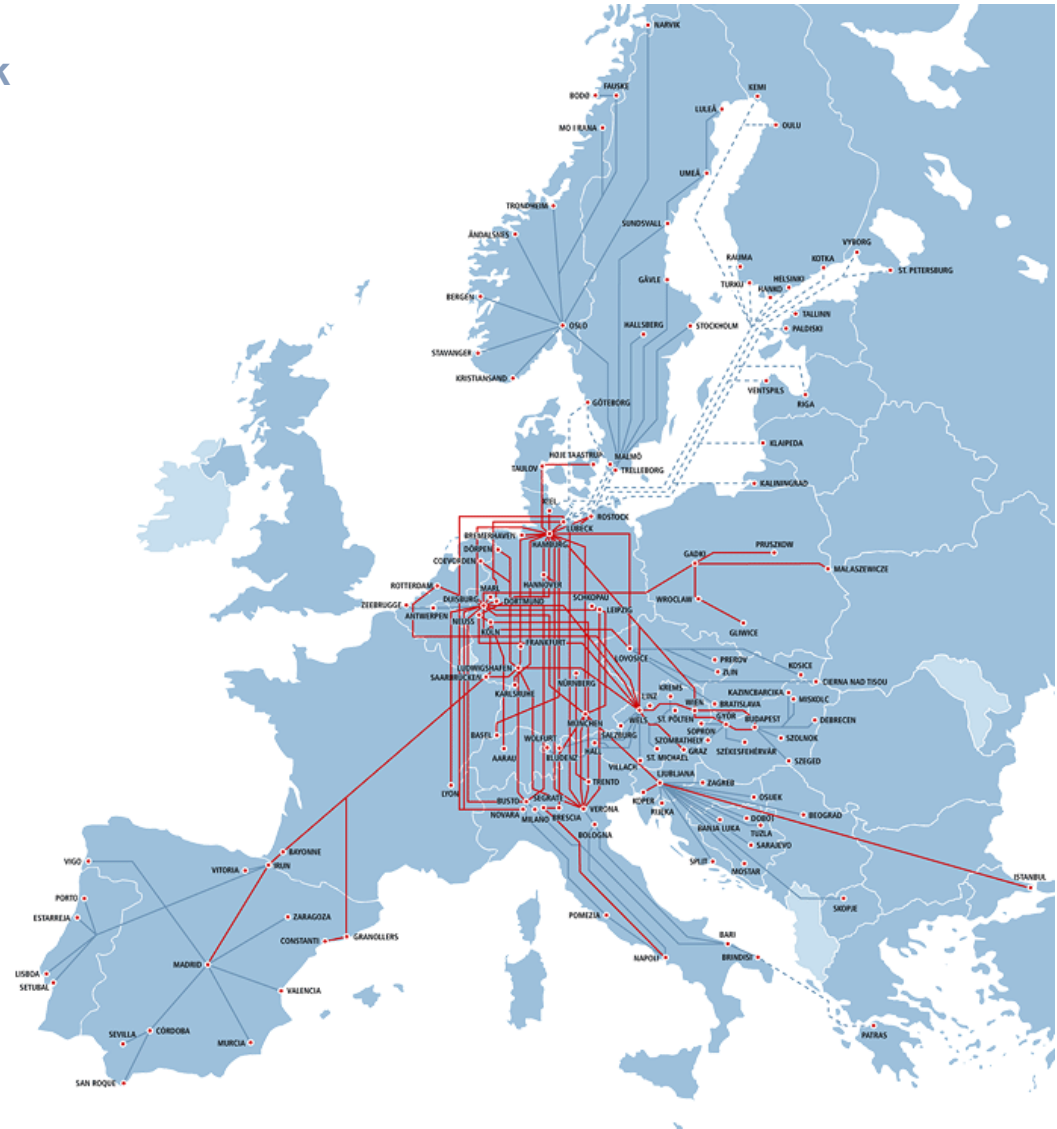 K
NARVIK
FAUSKE
BODØ
KEMI
LULEÅ
MO I RANA
OULU
UMEÅ
TRONDHEIM
SUNDSVALL
ÅNDALSNES
VYBORG
RAUMA
KOTKA
ST. PETERSBURG
HELSINKI
GÄVLE
TURKU
HANKO
BERGEN
TALLINN
OSLO
HALLSBERG
STOCKHOLM
PALDISKI
STAVANGER
KRISTIANSAND
VENTSPILS
RIGA
GÖTEBORG
KLAIPEDA
HØJE TAASTRUP
MALMÖ
TAULOV
TRELLEBORG
KALININGRAD
KIEL
ROSTOCK
LÜBECK
BREMERHAVEN
HAMBURG
PRUSZKOW
DÖRPEN
GADKI
COEVORDEN
MALASZEWICZE
ROTTERDAM
HANNOVER
MARL
SCHKOPAU
ZEEBRUGGE
DUISBURG
DORTMUND
WROCLAW
LEIPZIG
ANTWERPEN
NEUSS
KÖLN
GLIWICE
FRANKFURT
LOVOSICE
PREROV
LUDWIGSHAFEN
KOSICE
ZLIN
SAARBRÜCKEN
CIERNA NAD TISOU
NÜRNBERG
KREMS
KAZINCBARCIKA
KARLSRUHE
LINZ
MISKOLC
WIEN
BRATISLAVA
MÜNCHEN
WELS
ST. PÖLTEN
GYÖR
BUDAPEST
DEBRECEN
BASEL
WOLFURT
SALZBURG
SOPRON
SZOLNOK
SZOMBATHELY
HALL
GRAZ
SZÉKESFEHÉRVÁR
AARAU
BLUDENZ
ST. MICHAEL
SZEGED
VILLACH
LJUBLJANA
TRENTO
ZAGREB
LYON
OSIJEK
BUSTO
SEGRATE
KOPER
VERONA
RIJEKA
NOVARA
MILANO
BRESCIA
BEOGRAD
DOBOJ
BANJA LUKA
BOLOGNA
TUZLA
SARAJEVO
BAYONNE
VIGO
IRUN
SPLIT
VITORIA
MOSTAR
ISTANBUL
PORTO
SKOPJE
ESTARREJA
ZARAGOZA
POMEZIA
GRANOLLERS
CONSTANTI
BARI
MADRID
NAPOLI
BRINDISI
LISBOA
SETUBAL
VALENCIA
CÓRDOBA
SEVILLA
PATRAS
MURCIA
SAN ROQUE